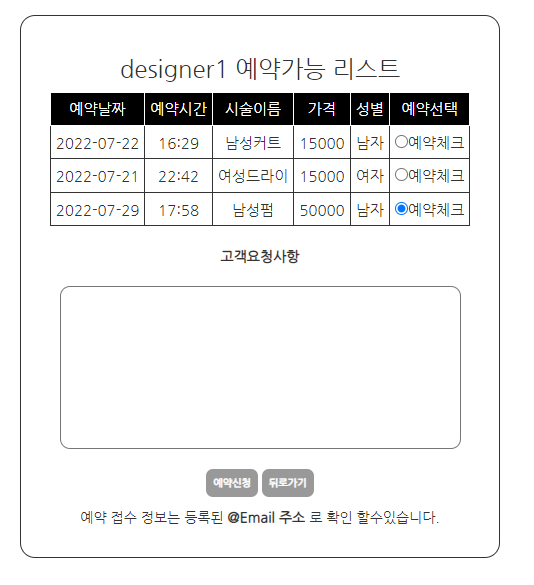 designer1 예약가능 리스트
예약날짜 예약시간 시술이름 가격 성별 예약선택
2022-07-22 16:29 남성커트 15000 남자 예약체크
2022-07-21 22:42 여성드라이 15000 여자 예약체크
2022-07-29 17:58 남성펌 50000 남자 예약체크
고객요청사항
예약신청 뒤로가기
예약 접수 정보는 등록된 @Email 주소 로 확인 할수있습니다.